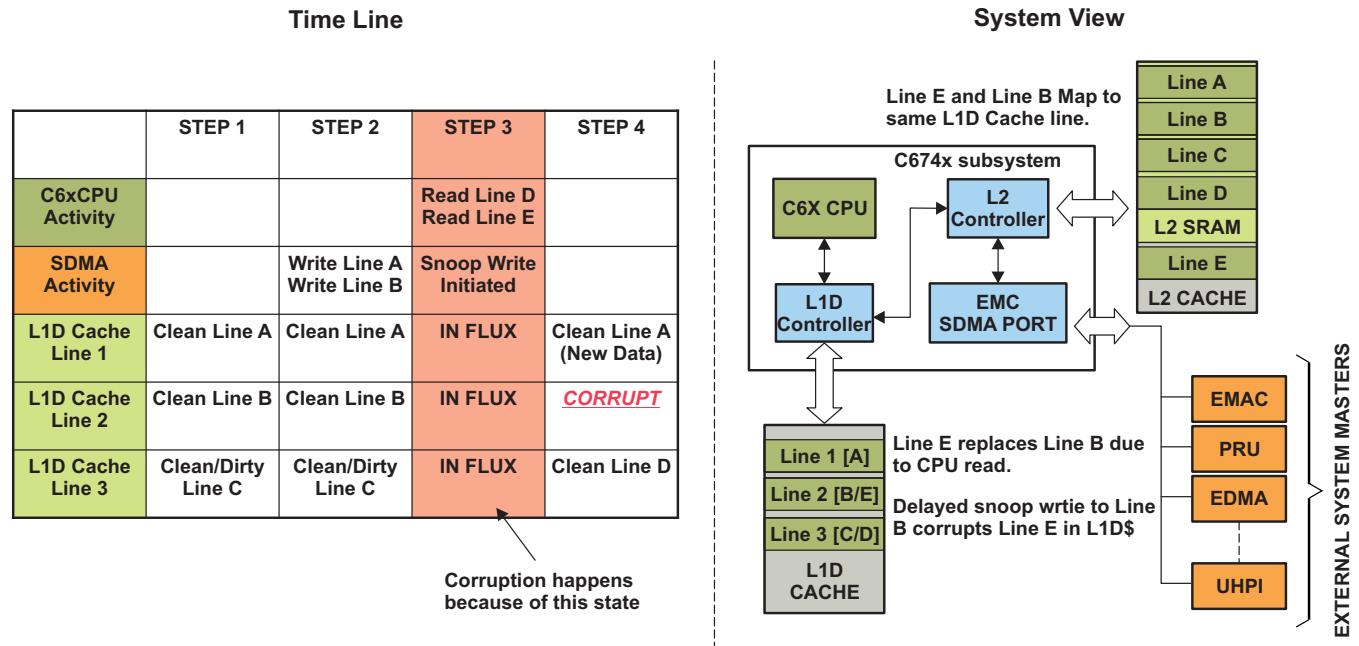 Time Line
STEP 1
STEP 2
STEP 3
STEP 4
C6xCPU
Activity
Read Line D
Read Line E
SDMA
Activity
Write Line A
Write Line B
Snoop Write
Initiated
L1D Cache
Line 1
Clean Line A
Clean Line A
IN FLUX
Clean Line A
(New Data)
L1D Cache
Line 2
Clean Line B
Clean Line B
IN FLUX
CORRUPT
L1D Cache
Line 3
Clean/Dirty
Line C
Clean/Dirty
Line C
IN FLUX
Clean Line D
Corruption happens
because of this state
System View
Line E and Line B Map to
same L1D Cache line.
C674x subsystem
C6X CPU
L2
Controller
L1D
Controller
EMC
SDMA PORT
Line A
Line B
Line C
Line D
L2 SRAM
Line E
L2 CACHE
Line 1 [A]
Line 2 [B/E]
Line 3 [C/D]
L1D
CACHE
Line E replaces Line B due
to CPU read.
Delayed snoop wrtie to Line
B corrupts Line E in L1D$
EMAC
PRU
EDMA
UHPI
EXTERNAL SYSTEM MASTERS